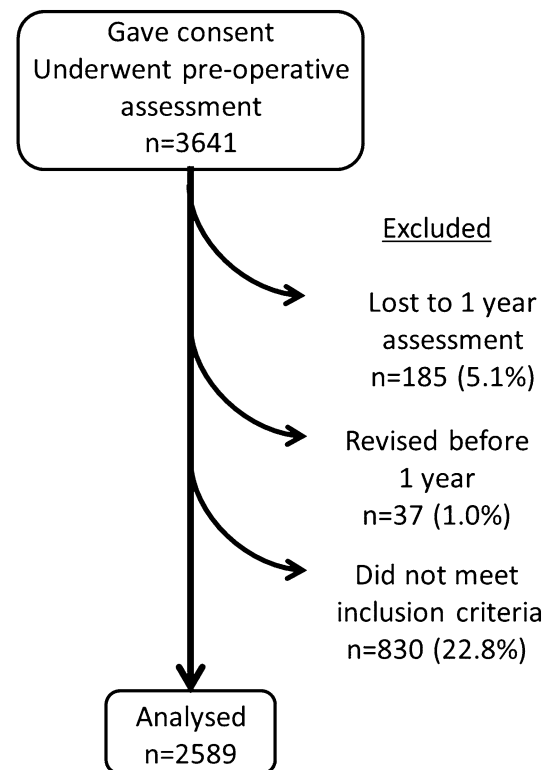 Gave consent
Underwent pre-operative
assessment
n=3641
Excluded
Lost to 1 year
assessment
n=185 (5.1%)
Revised before
1 year
n=37 (1.0%)
Did not meet
inclusion criteria
n=830 (22.8%)
Analysed
n=2589